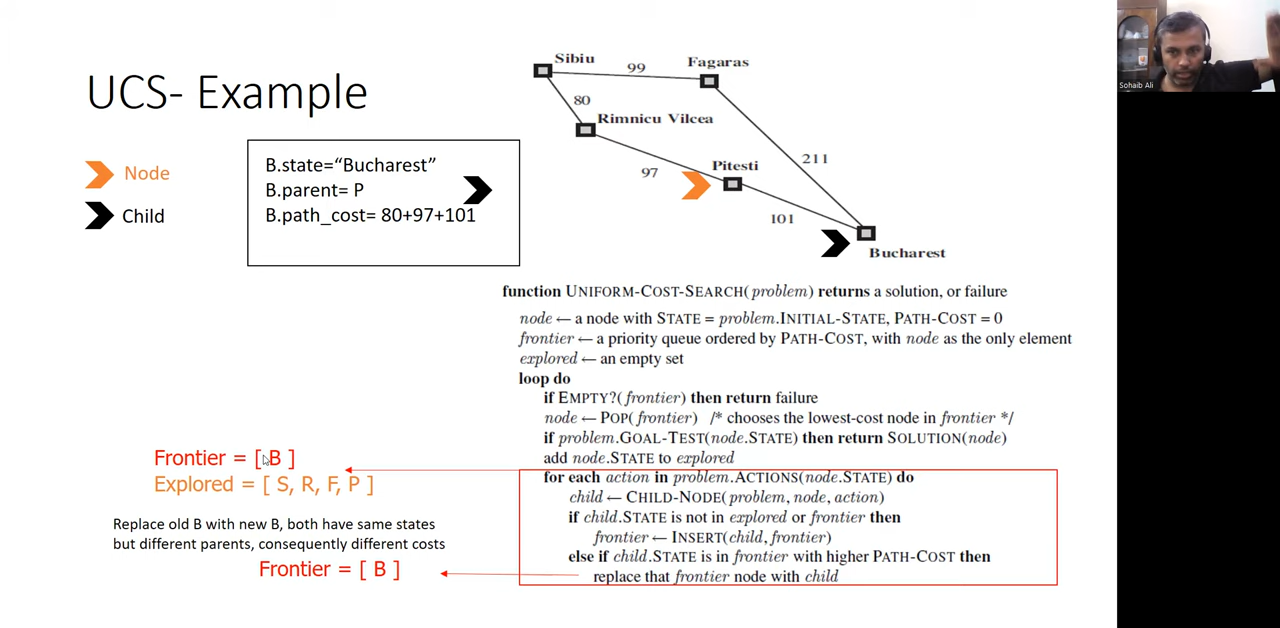 UCS- Example
Node
Child
B.state=“Bucharest”
B.parent= P
B.path_cost= 80+97+101
Sibiu
99
Fagaras
80
Rimnicu Vilcea
97
Pitesti
211
101
Bucharest
Sohaib Ali
function UNIFORM-COST-SEARCH(problem) returns a solution, or failure
node ← a node with STATE = problem.INITIAL-STATE, PATH-COST = 0
frontier ← a priority queue ordered by PATH-COST, with node as the only element
explored ← an empty set
loop do
if EMPTY?(frontier) then return failure
node ← POP(frontier) /* chooses the lowest-cost node in frontier */
if problem.GOAL-TEST(node.STATE) then return SOLUTION(node)
add node.STATE to explored
for each action in problem.ACTIONS(node.STATE) do
child ← CHILD-NODE(problem, node, action)
if child.STATE is not in explored or frontier then
frontier ← INSERT(child, frontier)
else if child.STATE is in frontier with higher PATH-COST then
replace that frontier node with child
Frontier = [ B ]
Explored = [ S, R, F, P ]
Replace old B with new B, both have same states
but different parents, consequently different costs
Frontier = [ B ]